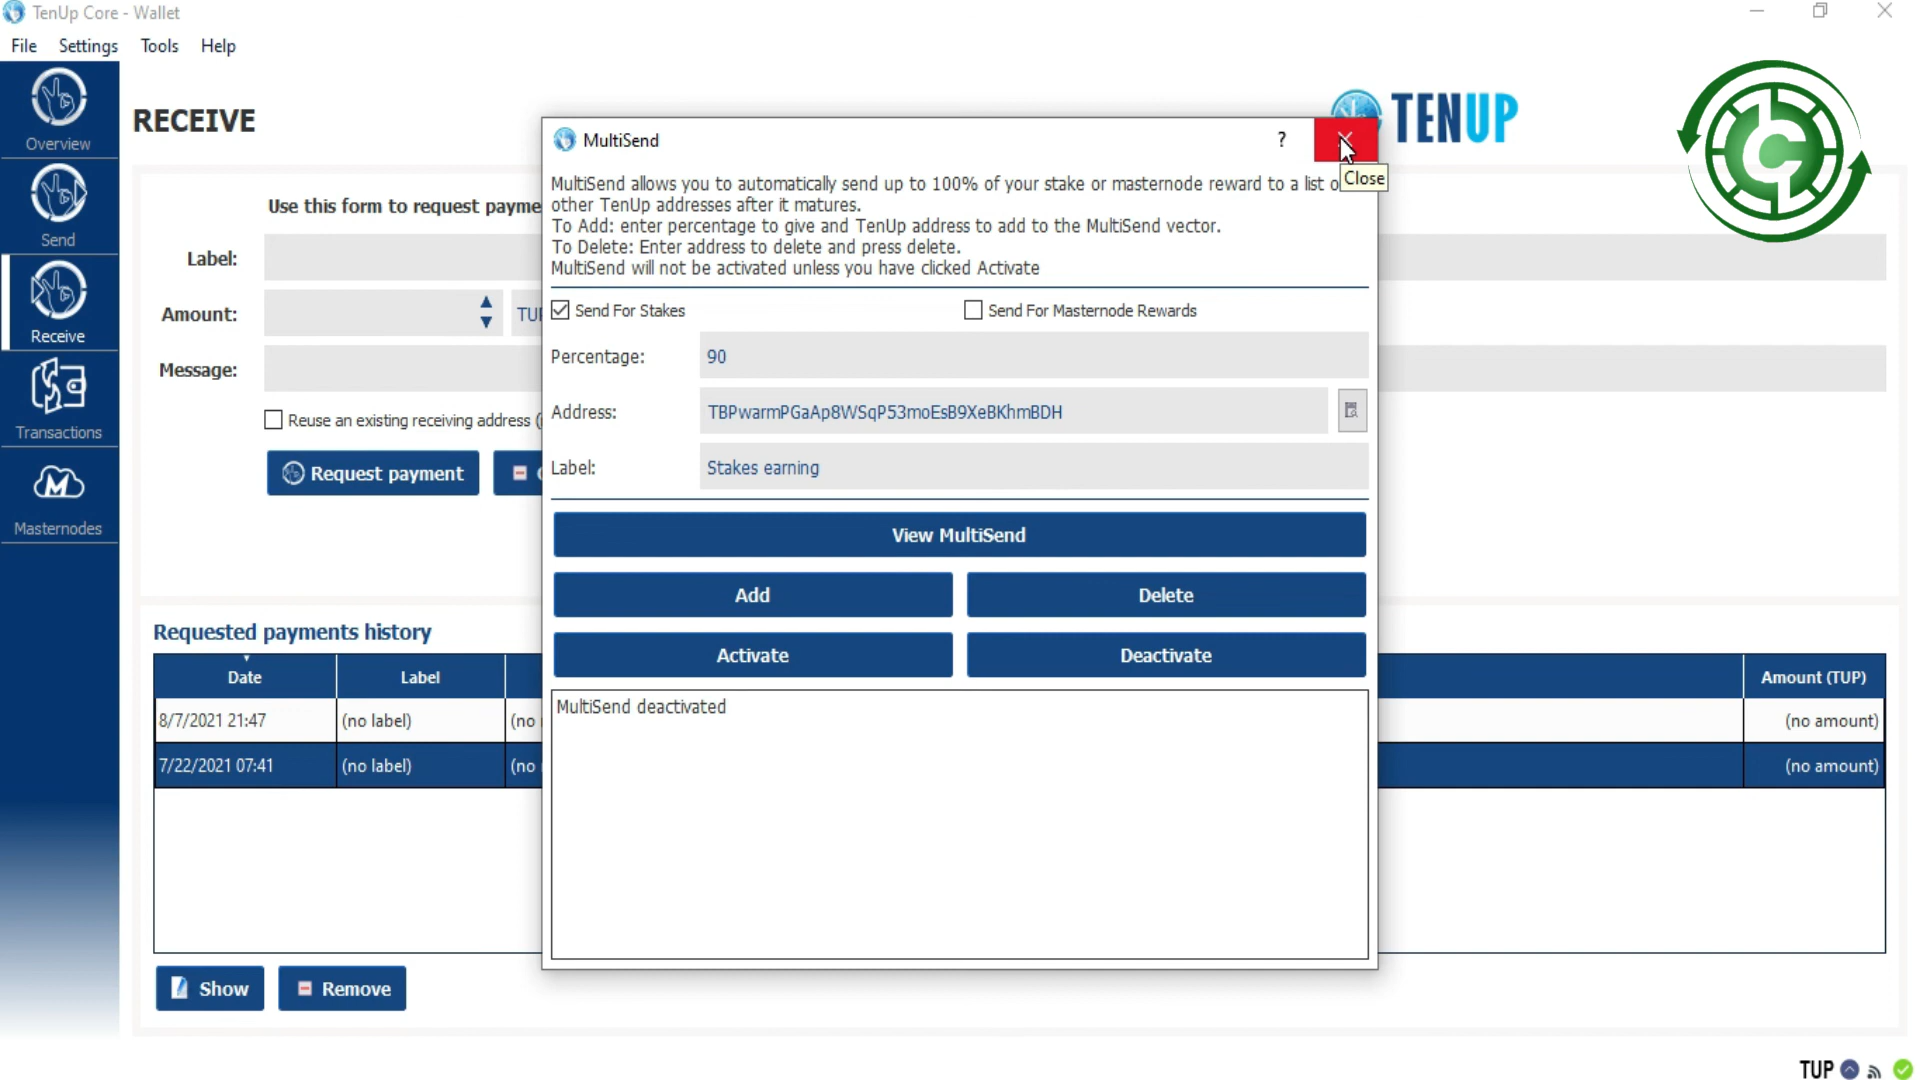 TenUp Core - Wallet
File Settings Tools Help
Overview
Send
Receive
Transactions
Masternodes
RECEIVE
TENUP
Use this form to request
Label:
Amount:
Message:
Reuse an existing receiving address
Request payment
Requested payments history
Date Label Amount (TUP)
8/7/2021 21:47 (no label) (no (no amount)
7/22/2021 07:41 (no label) (no (no amount)
Show Remove
MultiSend ?
Close
MultiSend allows you to automatically send up to 100% of your stake or masternode reward to a list
other TenUp addresses after it matures.
To Add: enter percentage to give and TenUp address to add to the MultiSend vector.
To Delete: Enter address to delete and press delete.
MultiSend will not be activated unless you have clicked Activate
Send For Stakes Send For Masternode Rewards
Percentage: 90
Address: TBPwarmPGaAp8WSqP53moEsB9XeBKhmBDH
Label: Stakes earning
View MultiSend
Add Delete
Activate Deactivate
MultiSend deactivated
TUP